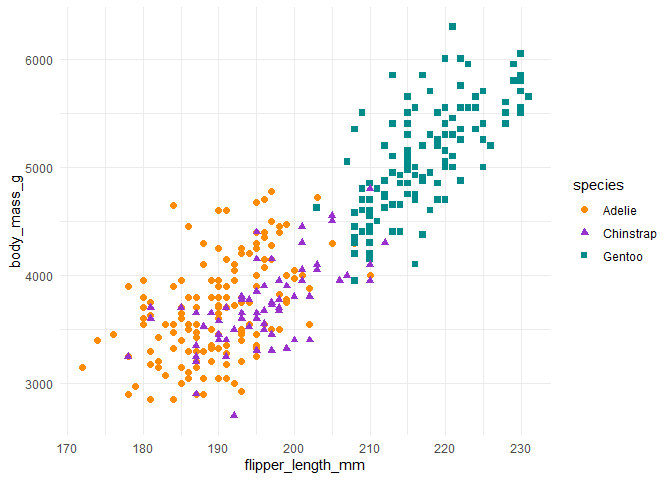 body_mass_g
6000
5000
4000
3000
170 180 190 200 210 220 230
flipper_length_mm
species
Adelie
Chinstrap
Gentoo